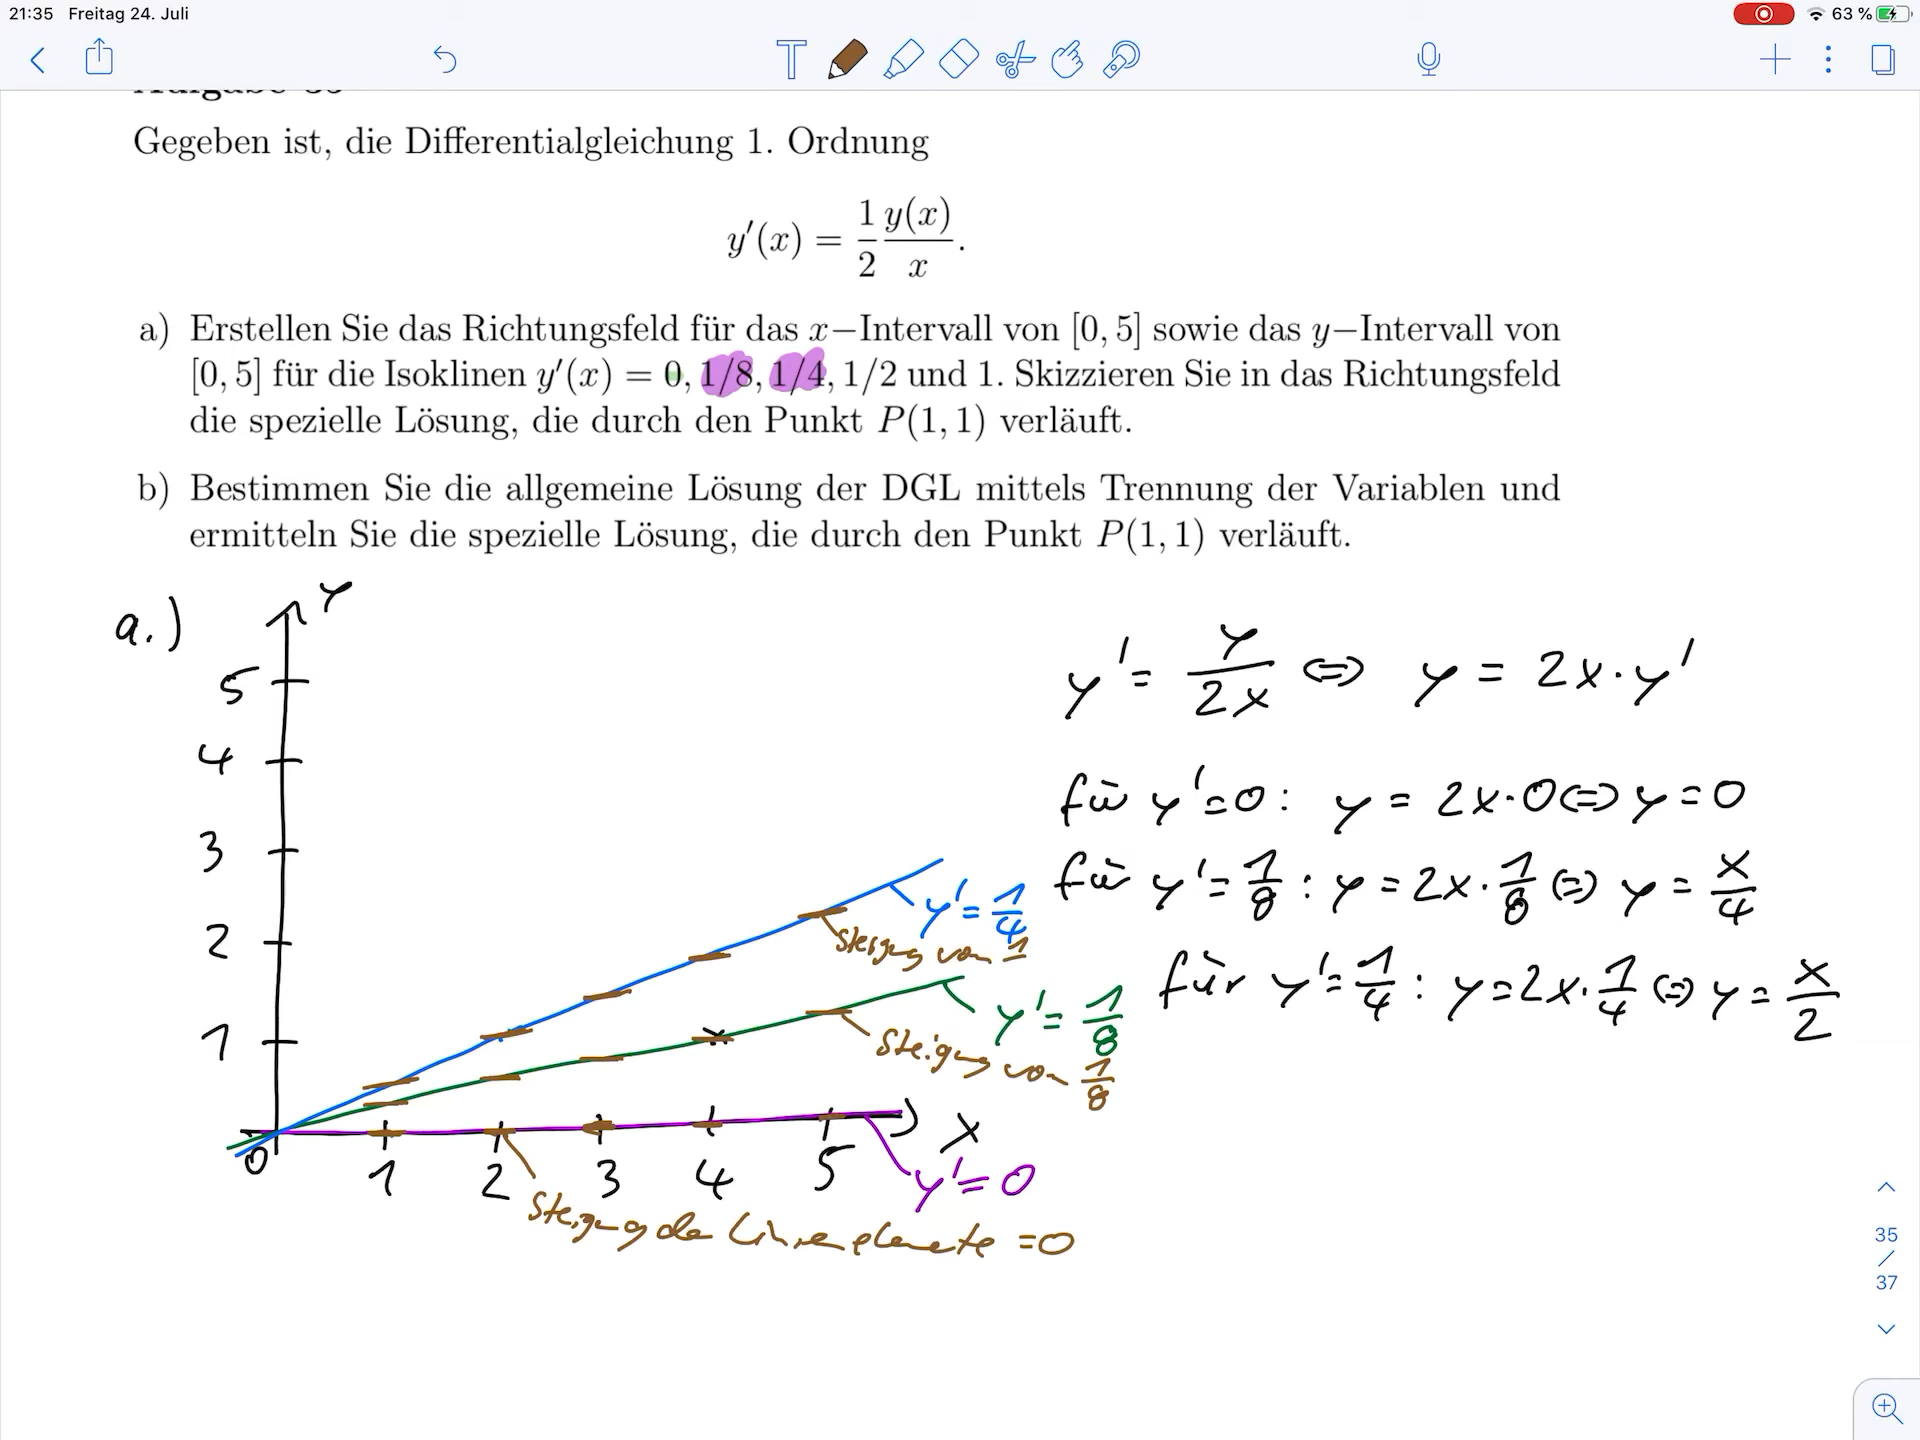 21:35 Freitag 24. Juli
63 %
Gegeben ist, die Differentialgleichung 1. Ordnung
y'(x) = 1/2 y(x)/x.
a) Erstellen Sie das Richtungsfeld für das x−Intervall von [0, 5] sowie das y−Intervall von
[0, 5] für die Isoklinen y'(x) = 0, 1/8, 1/4, 1/2 und 1. Skizzieren Sie in das Richtungsfeld
die spezielle Lösung, die durch den Punkt P(1, 1) verläuft.
b) Bestimmen Sie die allgemeine Lösung der DGL mittels Trennung der Variablen und
ermitteln Sie die spezielle Lösung, die durch den Punkt P(1, 1) verläuft.
a.)
y
5
4
3
2
1
0
1 2 3 4 5
x
y' = y/2x ⇔ y = 2x·y'
für y'=0: y = 2x·0 ⇔ y=0
für y'=1/8: y = 2x·1/8 ⇔ y = x/4
für y'=1/4: y=2x·1/4 ⇔ y = x/2
y'=1/4
Steigung von 1
y'=1/8
Steigung von 1/8
y'=0
Steigung der Linienelemente =0
35
/
37